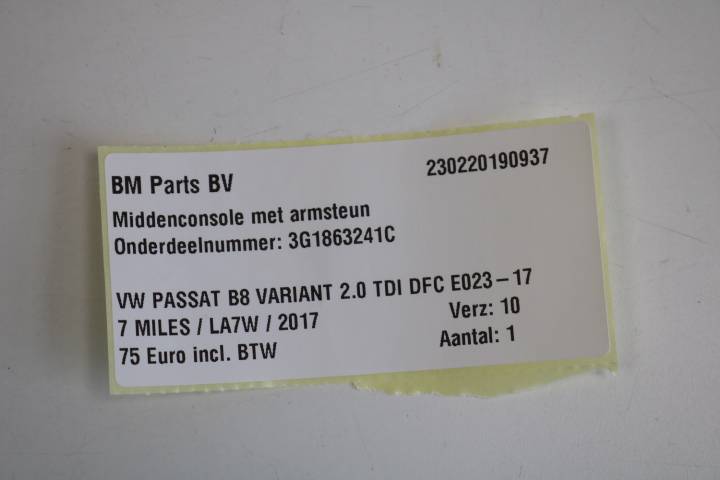 BM Parts BV 230220190937
Middenconsole met armsteun
Onderdeelnummer: 3G1863241C
VW PASSAT B8 VARIANT 2.0 TDI DFC E023-17
7 MILES / LA7W / 2017 Verz: 10
75 Euro incl. BTW Aantal: 1